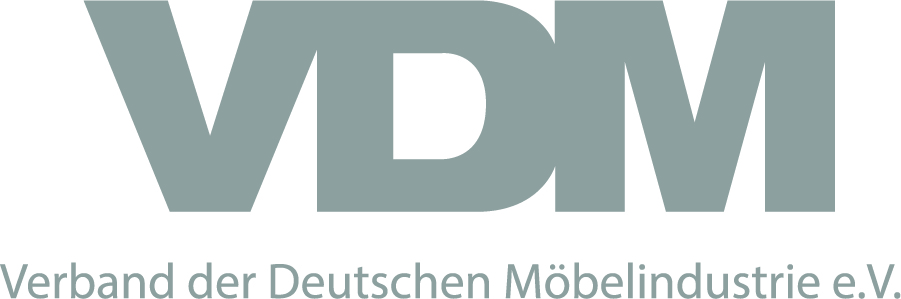 VDM
Verband der Deutschen Möbelindustrie e.V.